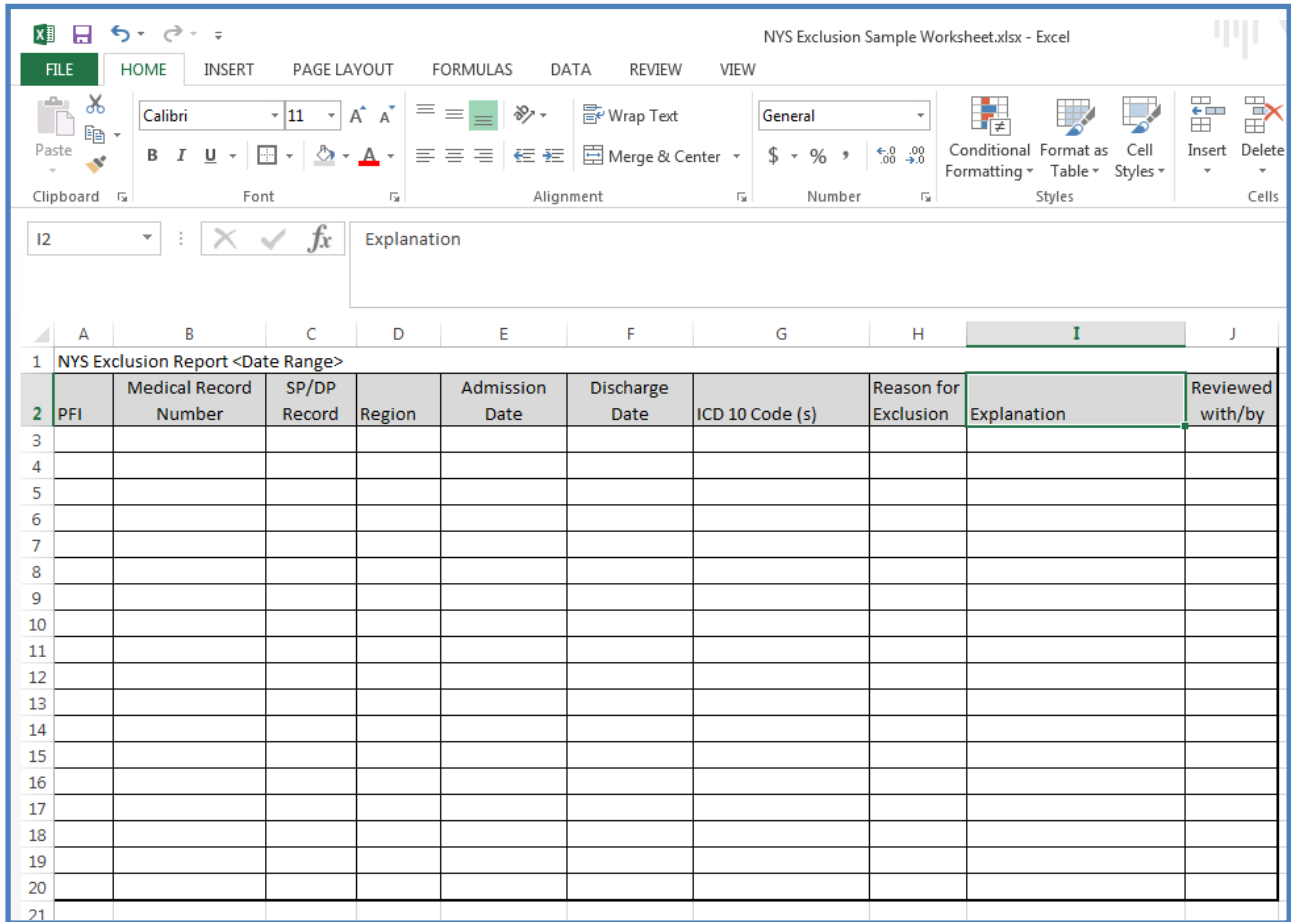 NYS Exclusion Sample Worksheet.xlsx - Excel
FILE HOME INSERT PAGE LAYOUT FORMULAS DATA REVIEW VIEW
Calibri 11 A A Wrap Text General
Paste B I U A Merge & Center $ % , .0 .00 .00 .0 Conditional Format as Cell Insert Delete
Formatting Table Styles
Clipboard Font Alignment Number Styles Cells
I2 fx Explanation
A B C D E F G H I J
1 NYS Exclusion Report <Date Range>
Medical Record SP/DP Admission Discharge Reason for Reviewed
2 PFI Number Record Region Date Date ICD 10 Code (s) Exclusion Explanation with/by
3
4
5
6
7
8
9
10
11
12
13
14
15
16
17
18
19
20
21